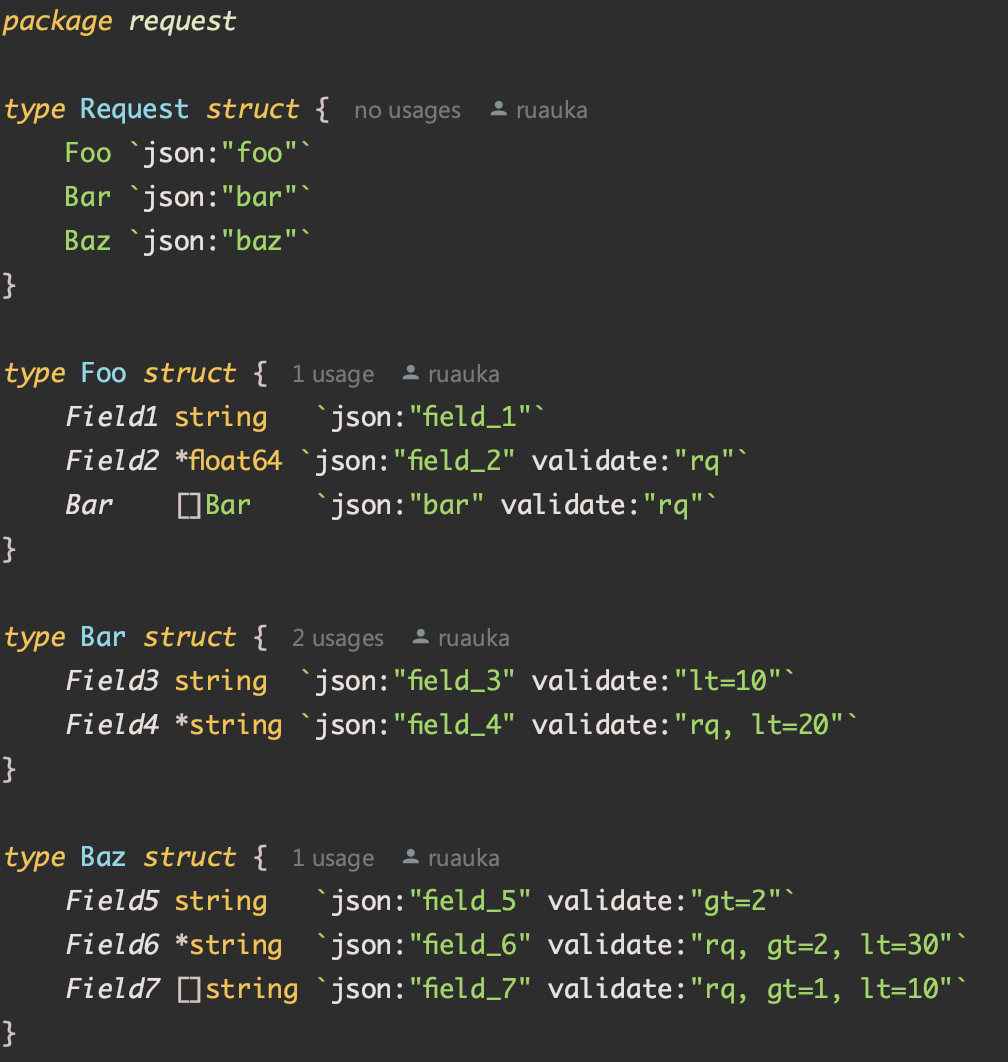 package request
type Request struct { no usages ruauka
Foo `json:"foo"`
Bar `json:"bar"`
Baz `json:"baz"`
}
type Foo struct { 1 usage ruauka
Field1 string `json:"field_1"`
Field2 *float64 `json:"field_2" validate:"rq"`
Bar []Bar `json:"bar" validate:"rq"`
}
type Bar struct { 2 usages ruauka
Field3 string `json:"field_3" validate:"lt=10"`
Field4 *string `json:"field_4" validate:"rq, lt=20"`
}
type Baz struct { 1 usage ruauka
Field5 string `json:"field_5" validate:"gt=2"`
Field6 *string `json:"field_6" validate:"rq, gt=2, lt=30"`
Field7 []string `json:"field_7" validate:"rq, gt=1, lt=10"`
}